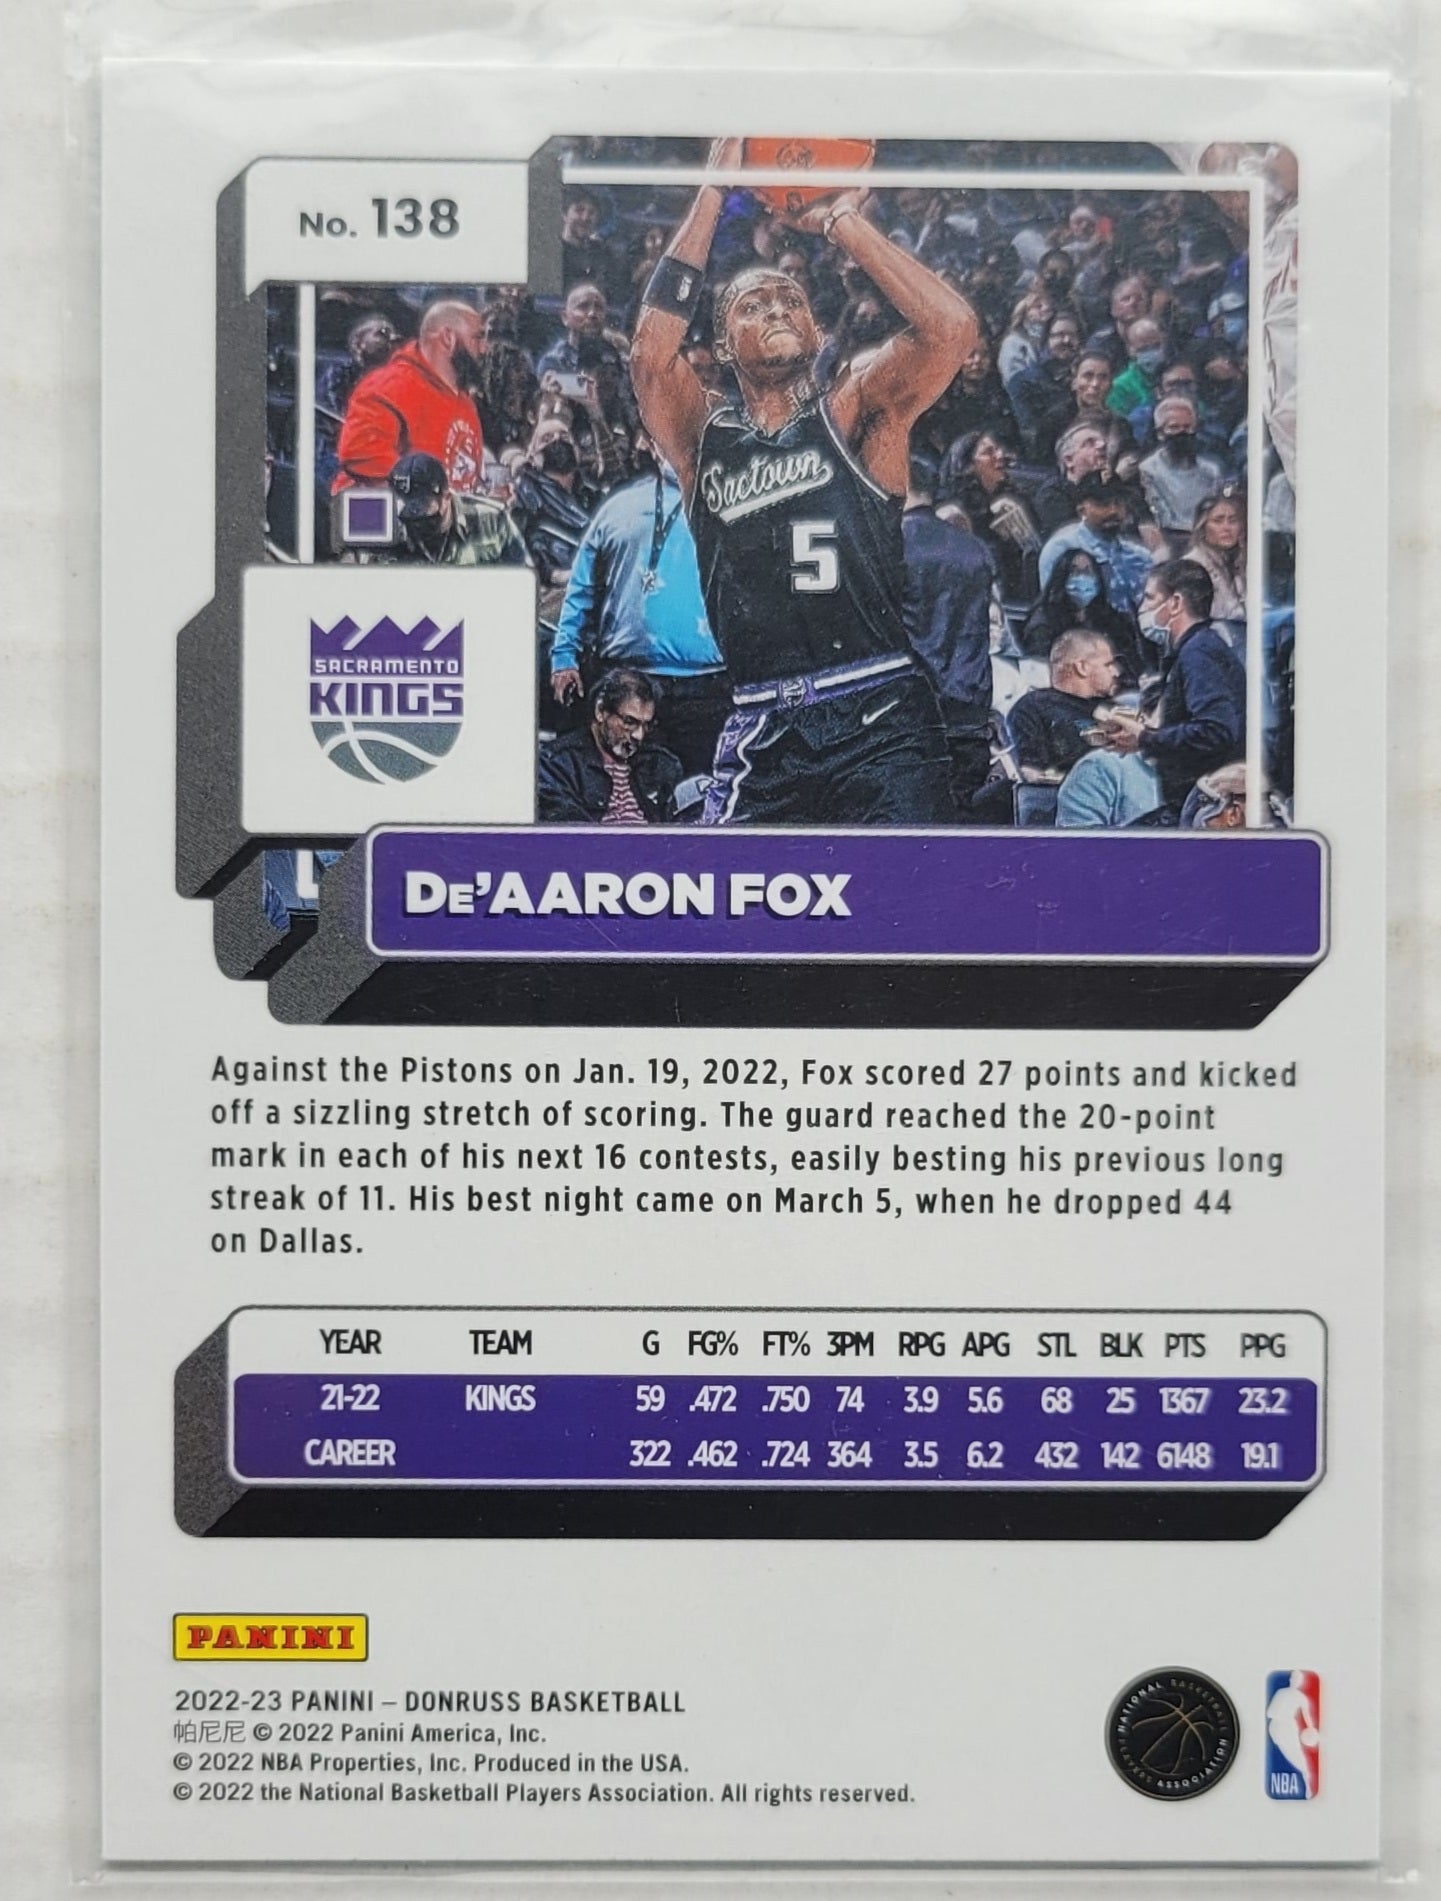 No. 138
Sactown
5
SACRAMENTO
KINGS
DE'AARON FOX
Against the Pistons on Jan. 19, 2022, Fox scored 27 points and kicked
off a sizzling stretch of scoring. The guard reached the 20-point
mark in each of his next 16 contests, easily besting his previous long
streak of 11. His best night came on March 5, when he dropped 44
on Dallas.
YEAR TEAM G FG% FT% 3PM RPG APG STL BLK PTS PPG
21-22 KINGS 59 .472 .750 74 3.9 5.6 68 25 1367 23.2
CAREER 322 .462 .724 364 3.5 6.2 432 142 6148 19.1
PANINI
2022-23 PANINI – DONRUSS BASKETBALL
帕尼尼 © 2022 Panini America, Inc.
© 2022 NBA Properties, Inc. Produced in the USA.
© 2022 the National Basketball Players Association. All rights reserved.
NATIONAL BASKETBALL
PLAYERS ASSOCIATION
NBA